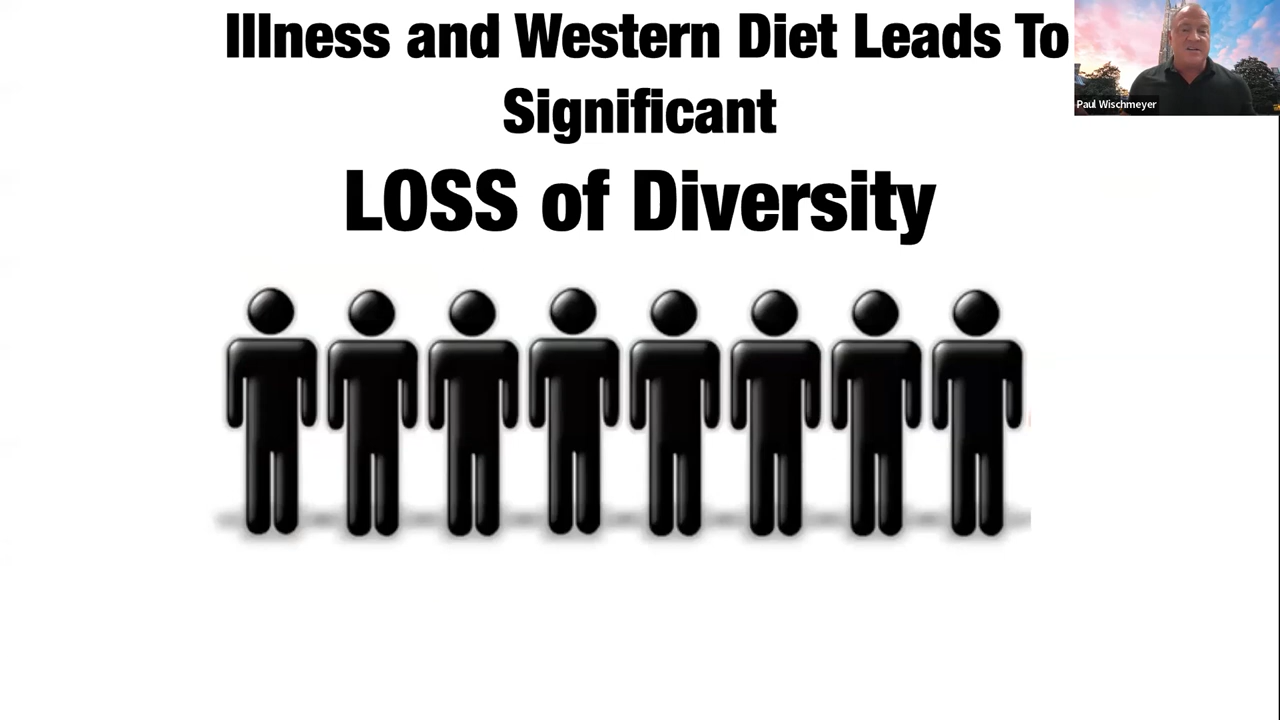 Illness and Western Diet Leads To
Significant
LOSS of Diversity
Paul Wischmeyer